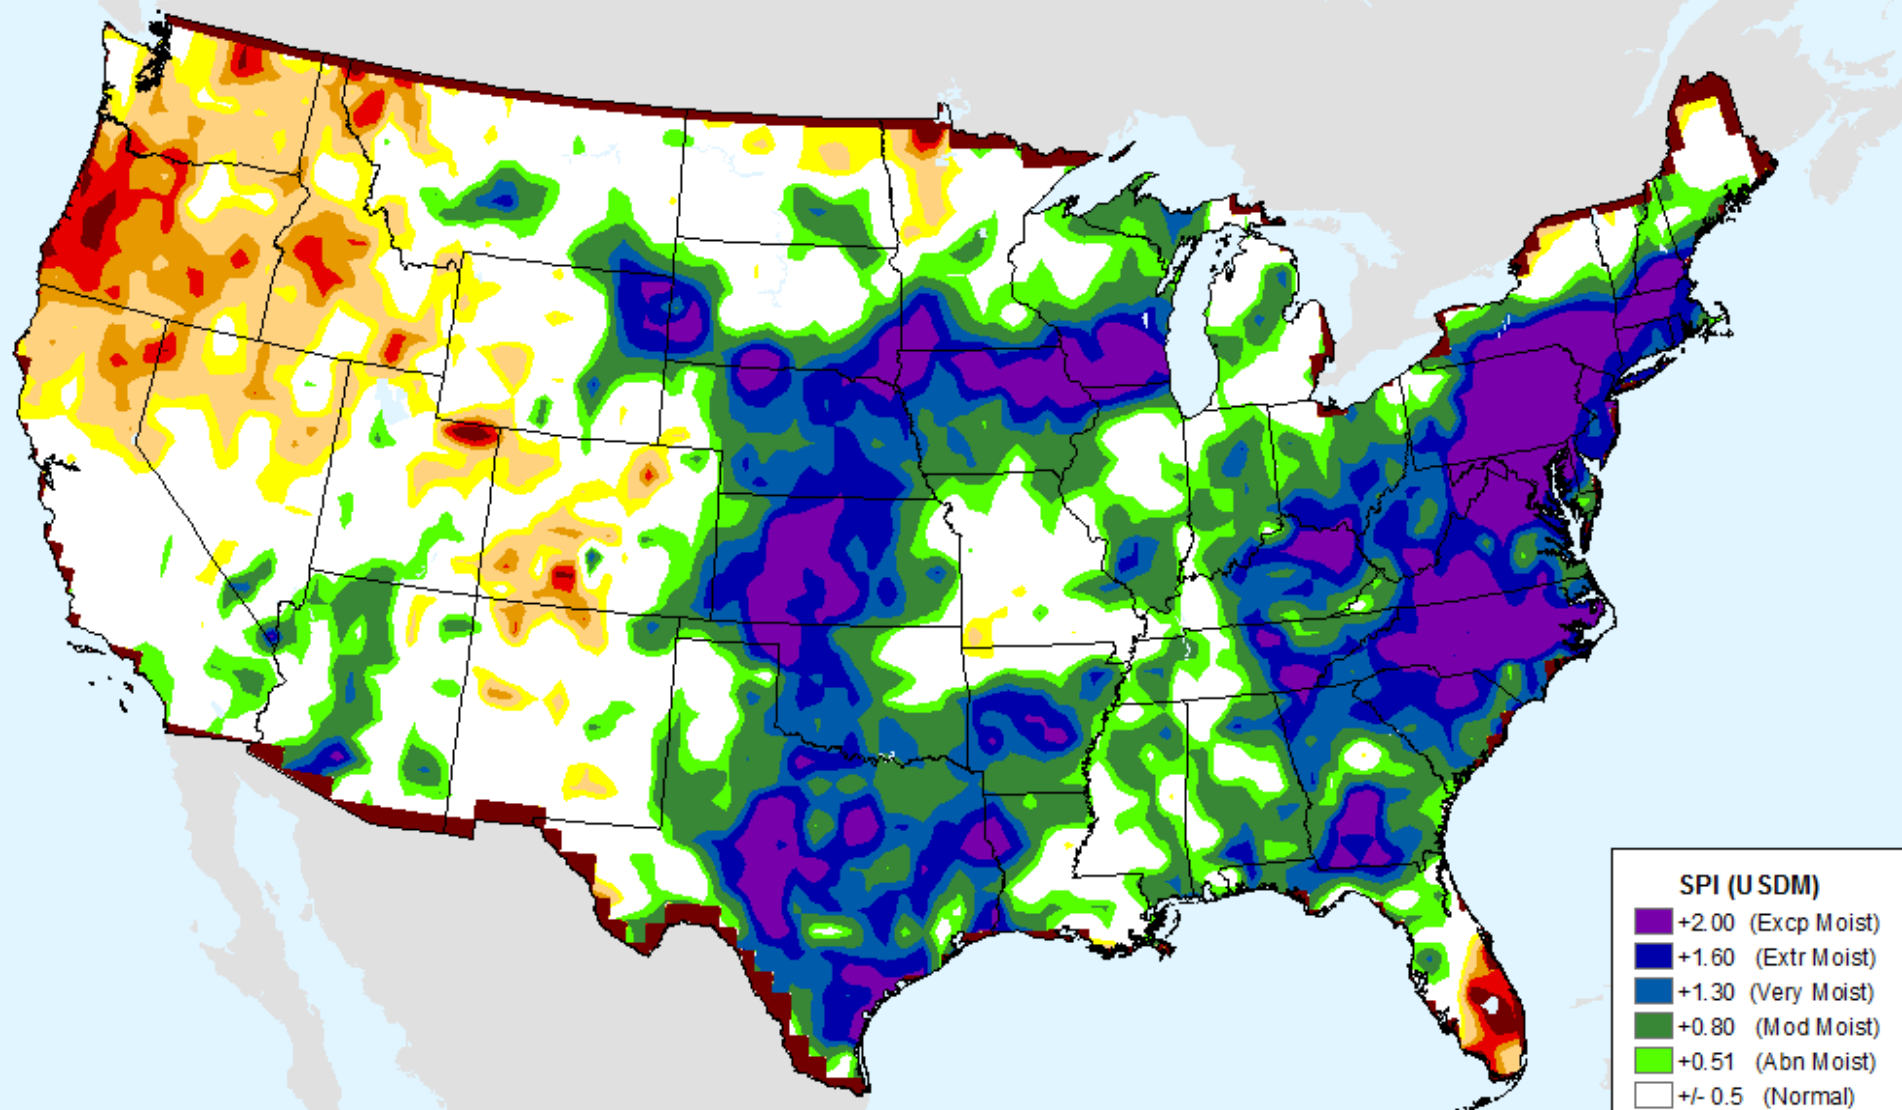 SPI (USDM)
+2.00 (Excp Moist)
+1.60 (Extr Moist)
+1.30 (Very Moist)
+0.80 (Mod Moist)
+0.51 (Abn Moist)
+/- 0.5 (Normal)